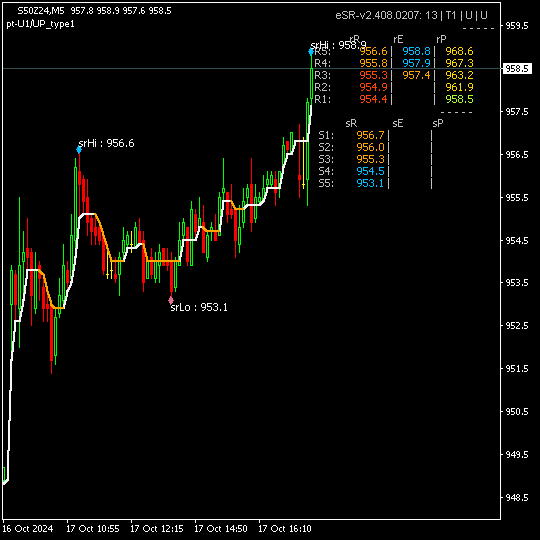 S50Z24,M5 957.8 958.9 957.6 958.5
pt-U1/UP_type1
eSR-v2.408.0207: 13 | T1 | U | U
srHi : 958.9
rR rE rP
R5: 956.6 | 958.8 | 968.6
R4: 955.8 | 957.9 | 967.3
R3: 955.3 | 957.4 | 963.2
R2: 954.9 | | 961.9
R1: 954.4 | | 958.5
sR sE sP
S1: 956.7 | |
S2: 956.0 | |
S3: 955.3 | |
S4: 954.5 | |
S5: 953.1 | |
srHi : 956.6
srLo : 953.1
959.5
958.5
957.5
956.5
955.5
954.5
953.5
952.5
951.5
950.5
949.5
948.5
16 Oct 2024 17 Oct 10:55 17 Oct 12:15 17 Oct 14:50 17 Oct 16:10